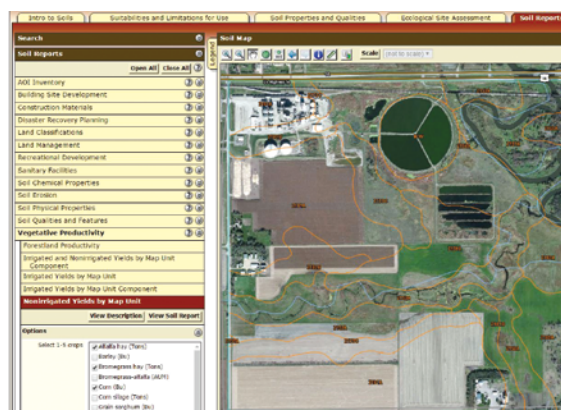 Intro to Soils
Suitabilities and Limitations for Use
Soil Properties and Qualities
Ecological Site Assessment
Soil Reports
Search
Soil Reports
Open All
Close All
AOI Inventory
Building Site Development
Construction Materials
Disaster Recovery Planning
Land Classifications
Land Management
Recreational Development
Sanitary Facilities
Soil Chemical Properties
Soil Erosion
Soil Physical Properties
Soil Qualities and Features
Vegetative Productivity
Forestland Productivity
Irrigated and Nonirrigated Yields by Map Unit
Component
Irrigated Yields by Map Unit
Irrigated Yields by Map Unit Component
Nonirrigated Yields by Map Unit
View Description
View Soil Report
Options
Select 1-5 crops
Alfalfa hay (Tons)
Barley (Bu)
Bromegrass hay (Tons)
Bromegrass-alfalfa (AUM)
Corn (Bu)
Corn silage (Tons)
Grain sorghum (Bu)
Legend
Soil Map
Scale
(not to scale)